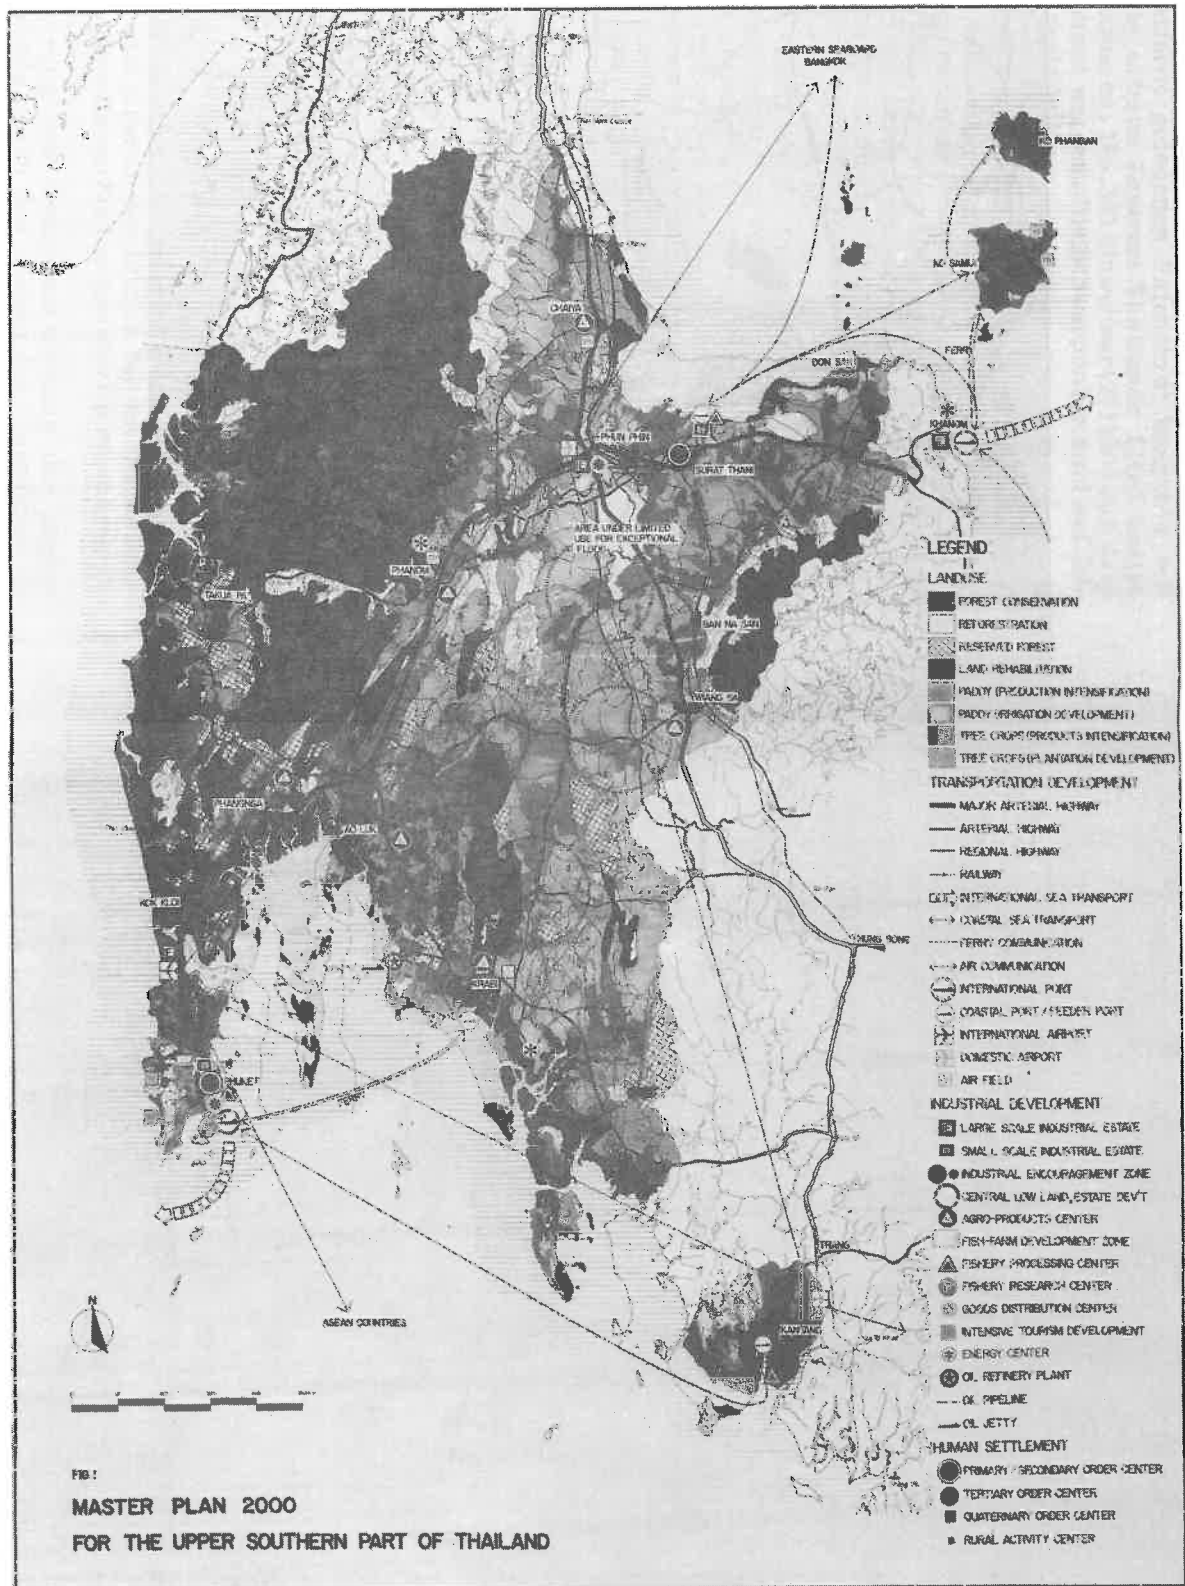 EASTERN SEABOARD
BANGKOK
KO PHANGAN
KO SAMUI
CHAIYA
FERRY
DON SAK
KHANOM
PHUN PHIN
SURAT THANI
AREA UNDER LIMITED
USE FOR EXCEPTIONAL
FLOOD
PHANOM
TAKUA PA
BAN NA SAN
WIANG SA
PHANGNGA
AO LUK
KOK KLOI
THUNG SONG
KRABI
PHUKET
TRANG
KANTANG
ASEAN COUNTRIES
N
LEGEND
LANDUSE
FOREST CONSERVATION
REFORESTRATION
RESERVED FOREST
LAND REHABILITATION
PADDY (PRODUCTION INTENSIFICATION)
PADDY (IRRIGATION DEVELOPMENT)
TREE CROPS (PRODUCTS INTENSIFICATION)
TREE CROPS (PLANTATION DEVELOPMENT)
TRANSPORTATION DEVELOPMENT
MAJOR ARTERIAL HIGHWAY
ARTERIAL HIGHWAY
REGIONAL HIGHWAY
RAILWAY
INTERNATIONAL SEA TRANSPORT
COASTAL SEA TRANSPORT
FERRY COMMUNICATION
AIR COMMUNICATION
INTERNATIONAL PORT
COASTAL PORT / FEEDER PORT
INTERNATIONAL AIRPORT
DOMESTIC AIRPORT
AIR FIELD
INDUSTRIAL DEVELOPMENT
LARGE SCALE INDUSTRIAL ESTATE
SMALL SCALE INDUSTRIAL ESTATE
INDUSTRIAL ENCOURAGEMENT ZONE
CENTRAL LOW LAND, ESTATE DEV'T
AGRO-PRODUCTS CENTER
FISH-FARM DEVELOPMENT ZONE
FISHERY PROCESSING CENTER
FISHERY RESEARCH CENTER
GOODS DISTRIBUTION CENTER
INTENSIVE TOURISM DEVELOPMENT
ENERGY CENTER
OIL REFINERY PLANT
OIL PIPELINE
OIL JETTY
HUMAN SETTLEMENT
PRIMARY / SECONDARY ORDER CENTER
TERTIARY ORDER CENTER
QUATERNARY ORDER CENTER
RURAL ACTIVITY CENTER
FIG. 1
MASTER PLAN 2000
FOR THE UPPER SOUTHERN PART OF THAILAND